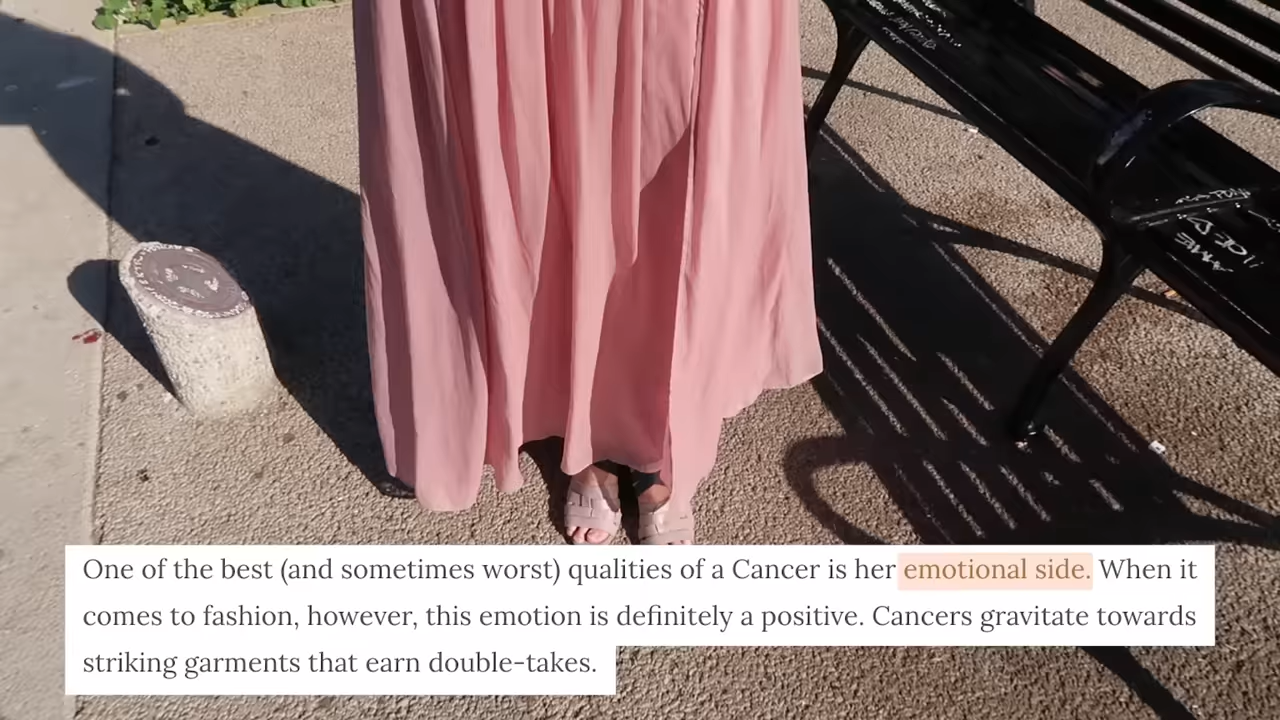 One of the best (and sometimes worst) qualities of a Cancer is her emotional side. When it
comes to fashion, however, this emotion is definitely a positive. Cancers gravitate towards
striking garments that earn double-takes.